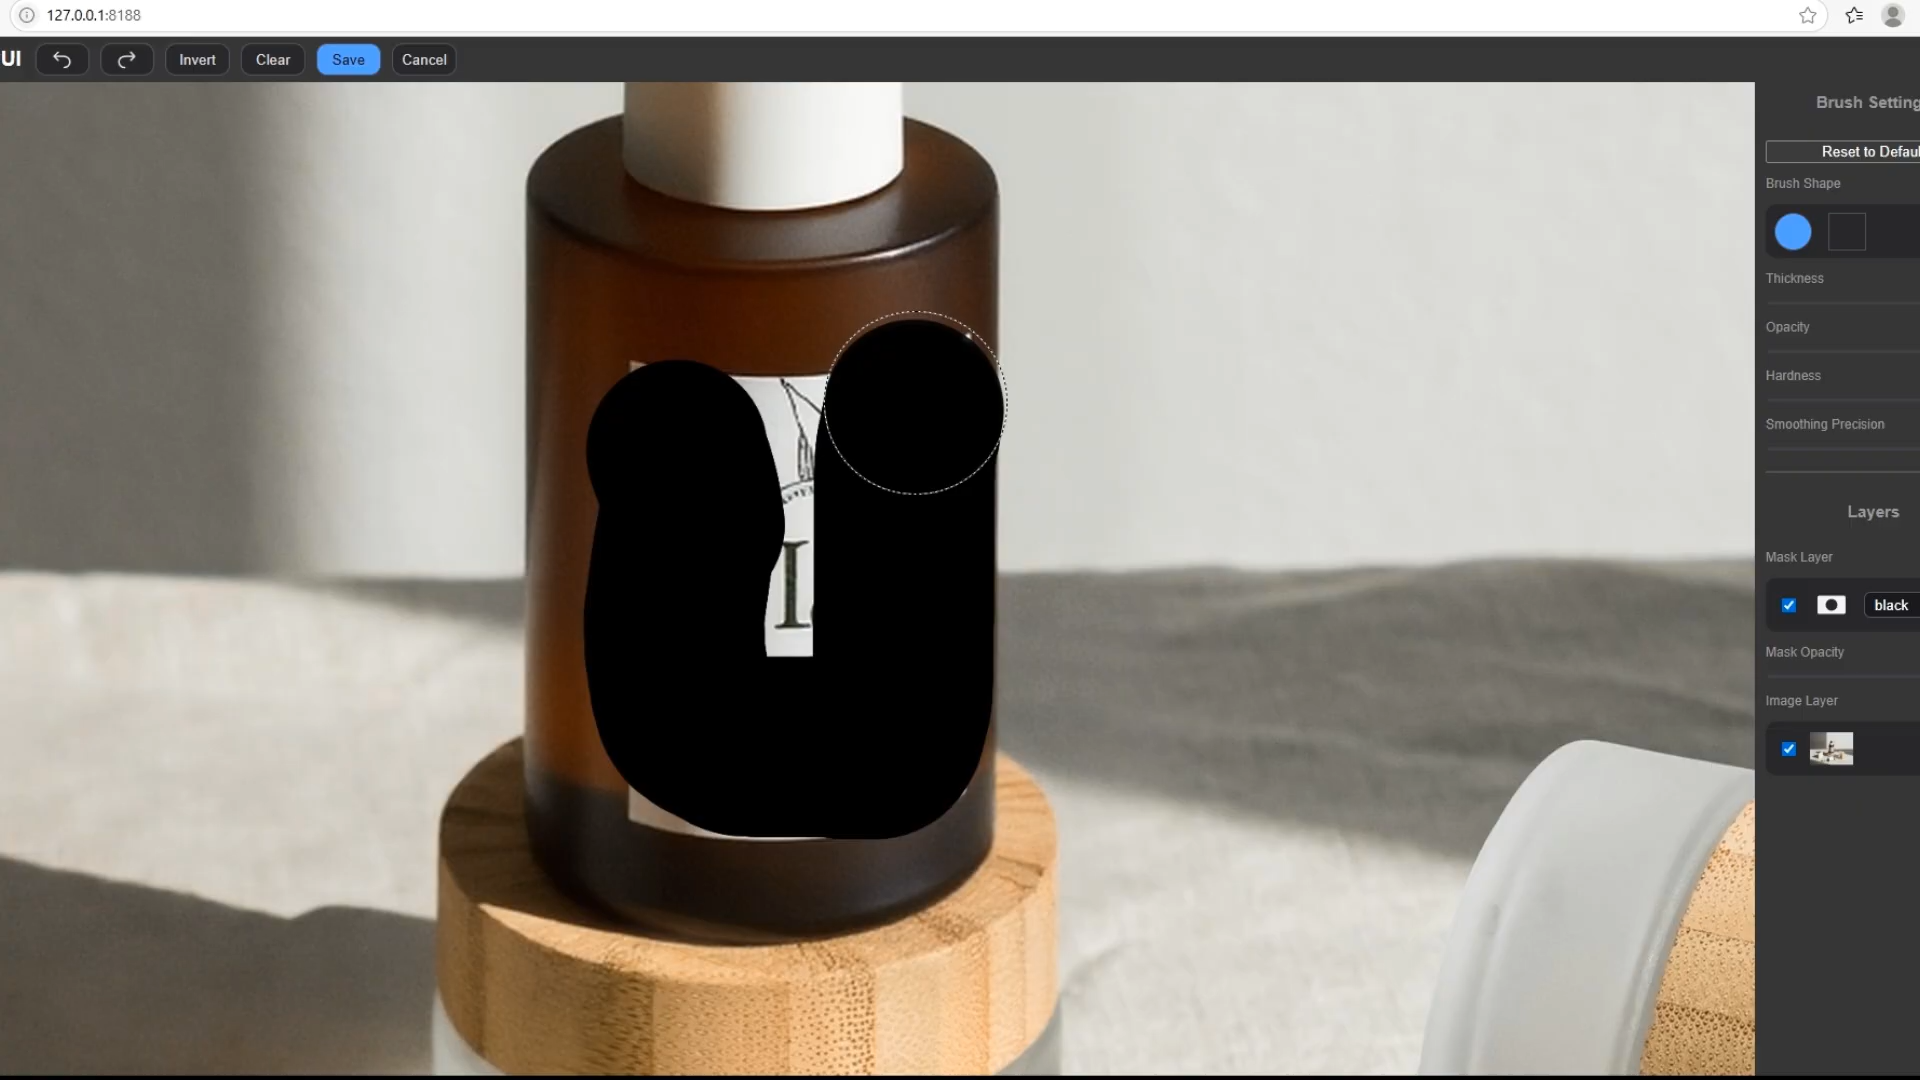 127.0.0.1:8188
UI
Invert
Clear
Save
Cancel
Brush Setting
Reset to Defaul
Brush Shape
Thickness
Opacity
Hardness
Smoothing Precision
Layers
Mask Layer
black
Mask Opacity
Image Layer